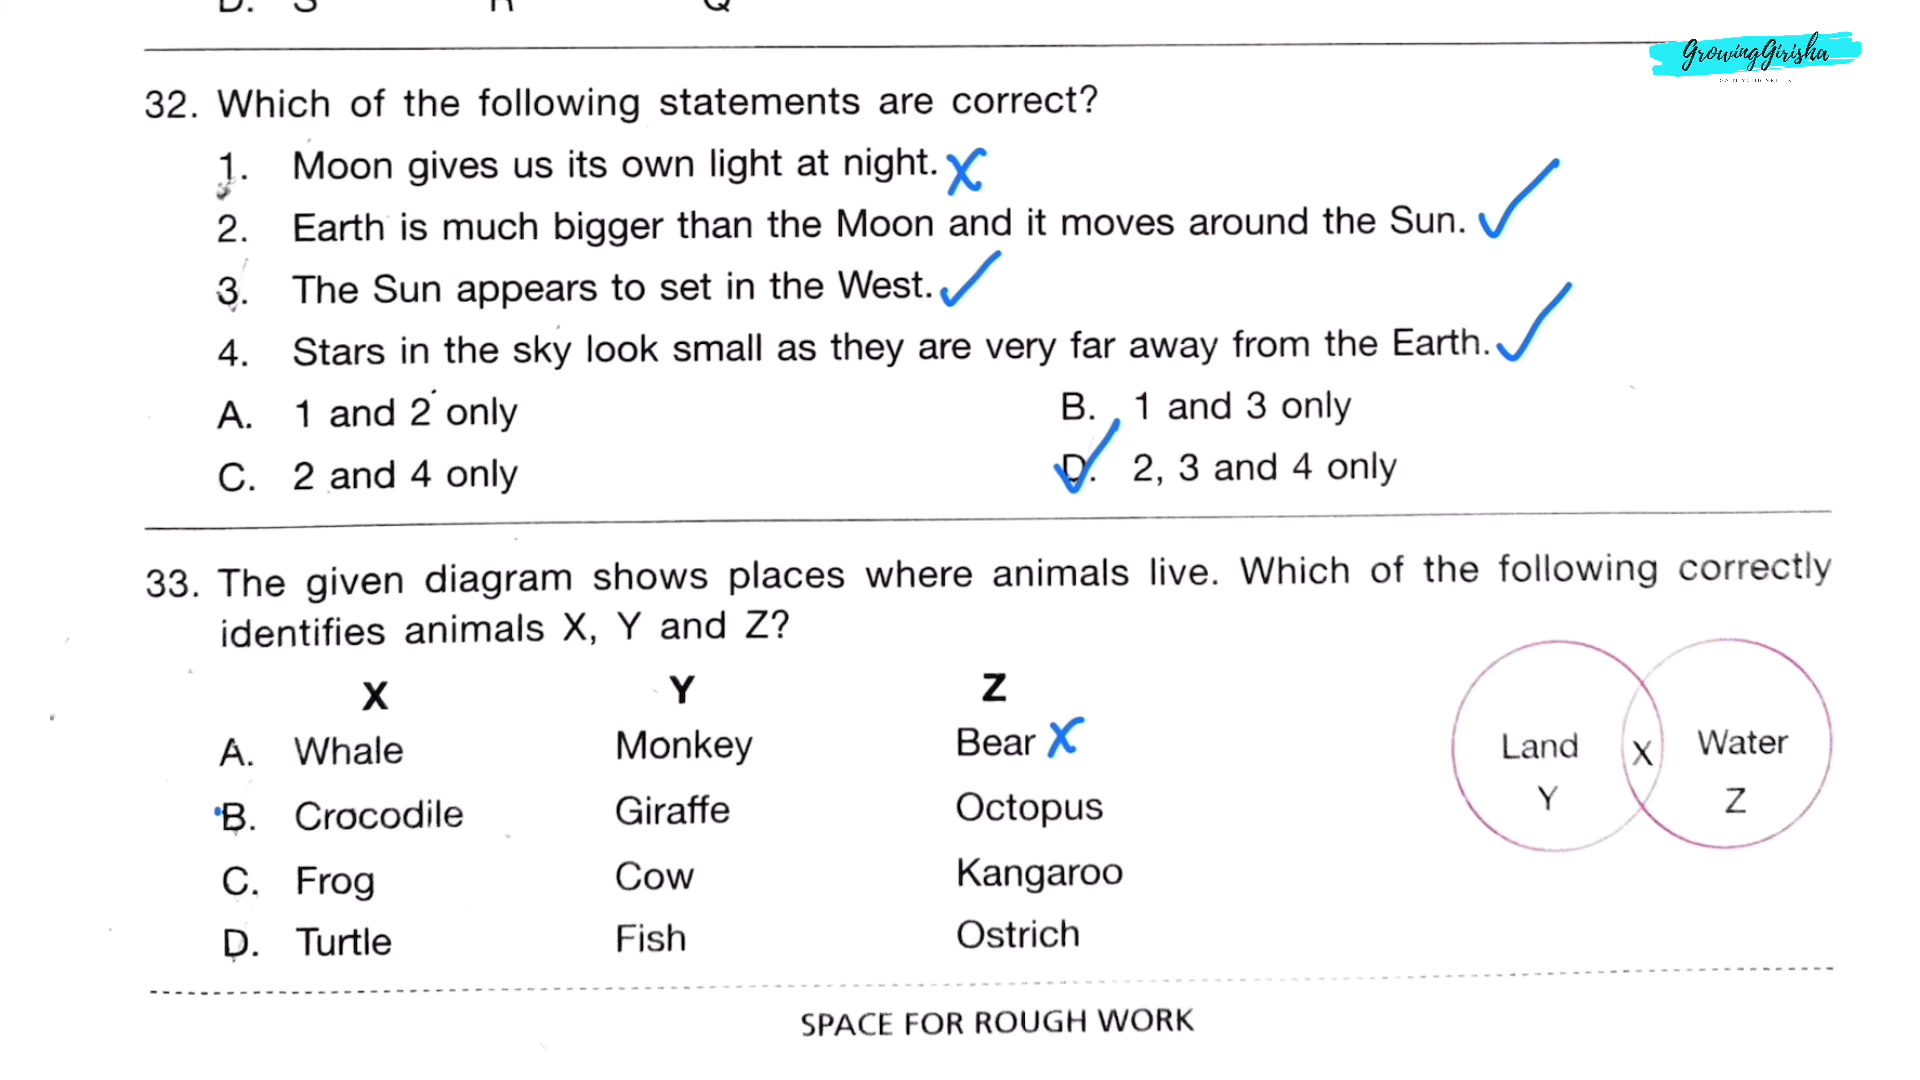 D. S R Q
GrowingGirisha
32. Which of the following statements are correct?
1. Moon gives us its own light at night. X
2. Earth is much bigger than the Moon and it moves around the Sun. ✓
3. The Sun appears to set in the West. ✓
4. Stars in the sky look small as they are very far away from the Earth. ✓
A. 1 and 2 only B. 1 and 3 only
C. 2 and 4 only D. 2, 3 and 4 only
33. The given diagram shows places where animals live. Which of the following correctly
identifies animals X, Y and Z?
X Y Z
A. Whale Monkey Bear X
B. Crocodile Giraffe Octopus
C. Frog Cow Kangaroo
D. Turtle Fish Ostrich
Land X Water
Y Z
SPACE FOR ROUGH WORK